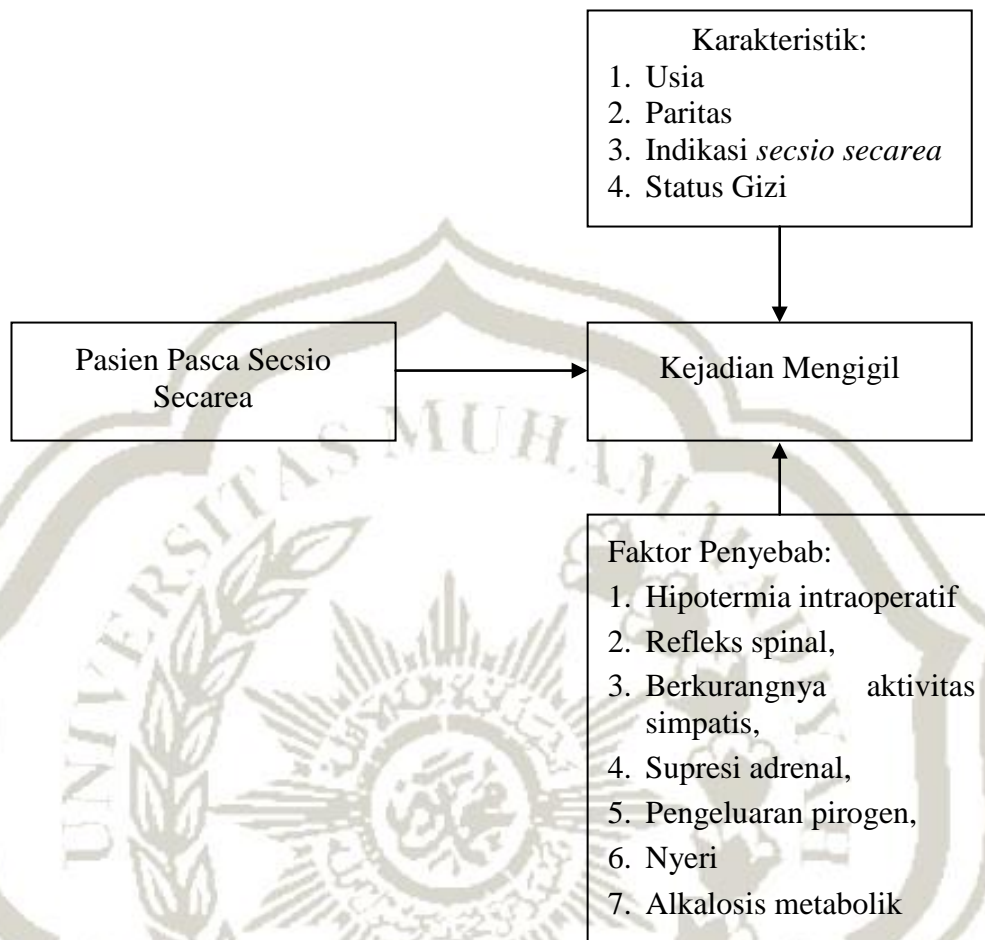 Karakteristik:
1. Usia
2. Paritas
3. Indikasi secsio secarea
4. Status Gizi
Pasien Pasca Secsio
Secarea
Kejadian Mengigil
Faktor Penyebab:
1. Hipotermia intraoperatif
2. Refleks spinal,
3. Berkurangnya aktivitas
simpatis,
4. Supresi adrenal,
5. Pengeluaran pirogen,
6. Nyeri
7. Alkalosis metabolik
UNIVERSITAS MUHAMMADIYAH